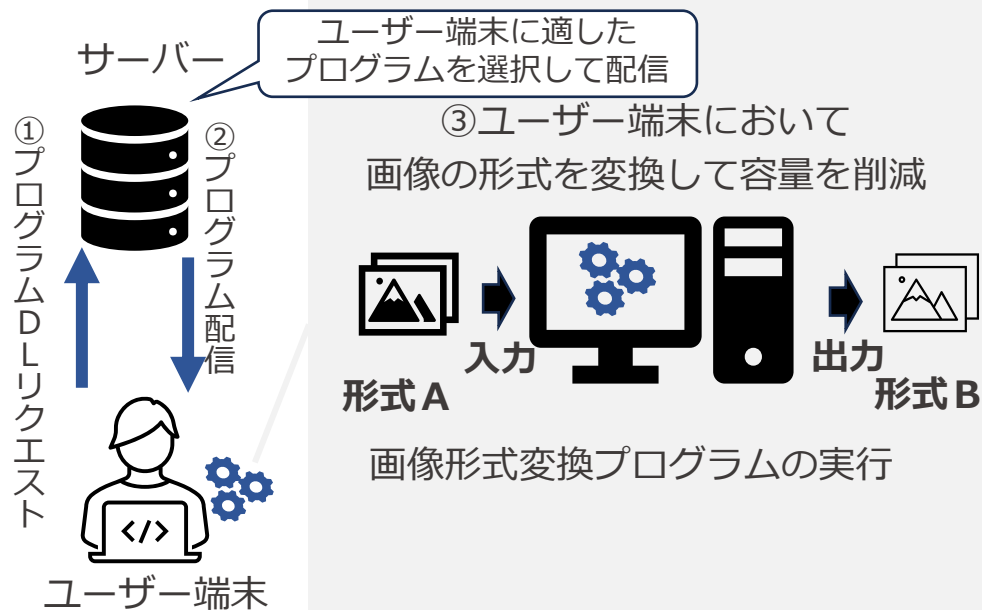 ユーザー端末に適した
プログラムを選択して配信
サーバー
①プログラムDLリクエスト
②プログラム配信
ユーザー端末
③ユーザー端末において
画像の形式を変換して容量を削減
入力
出力
形式A
形式B
画像形式変換プログラムの実行